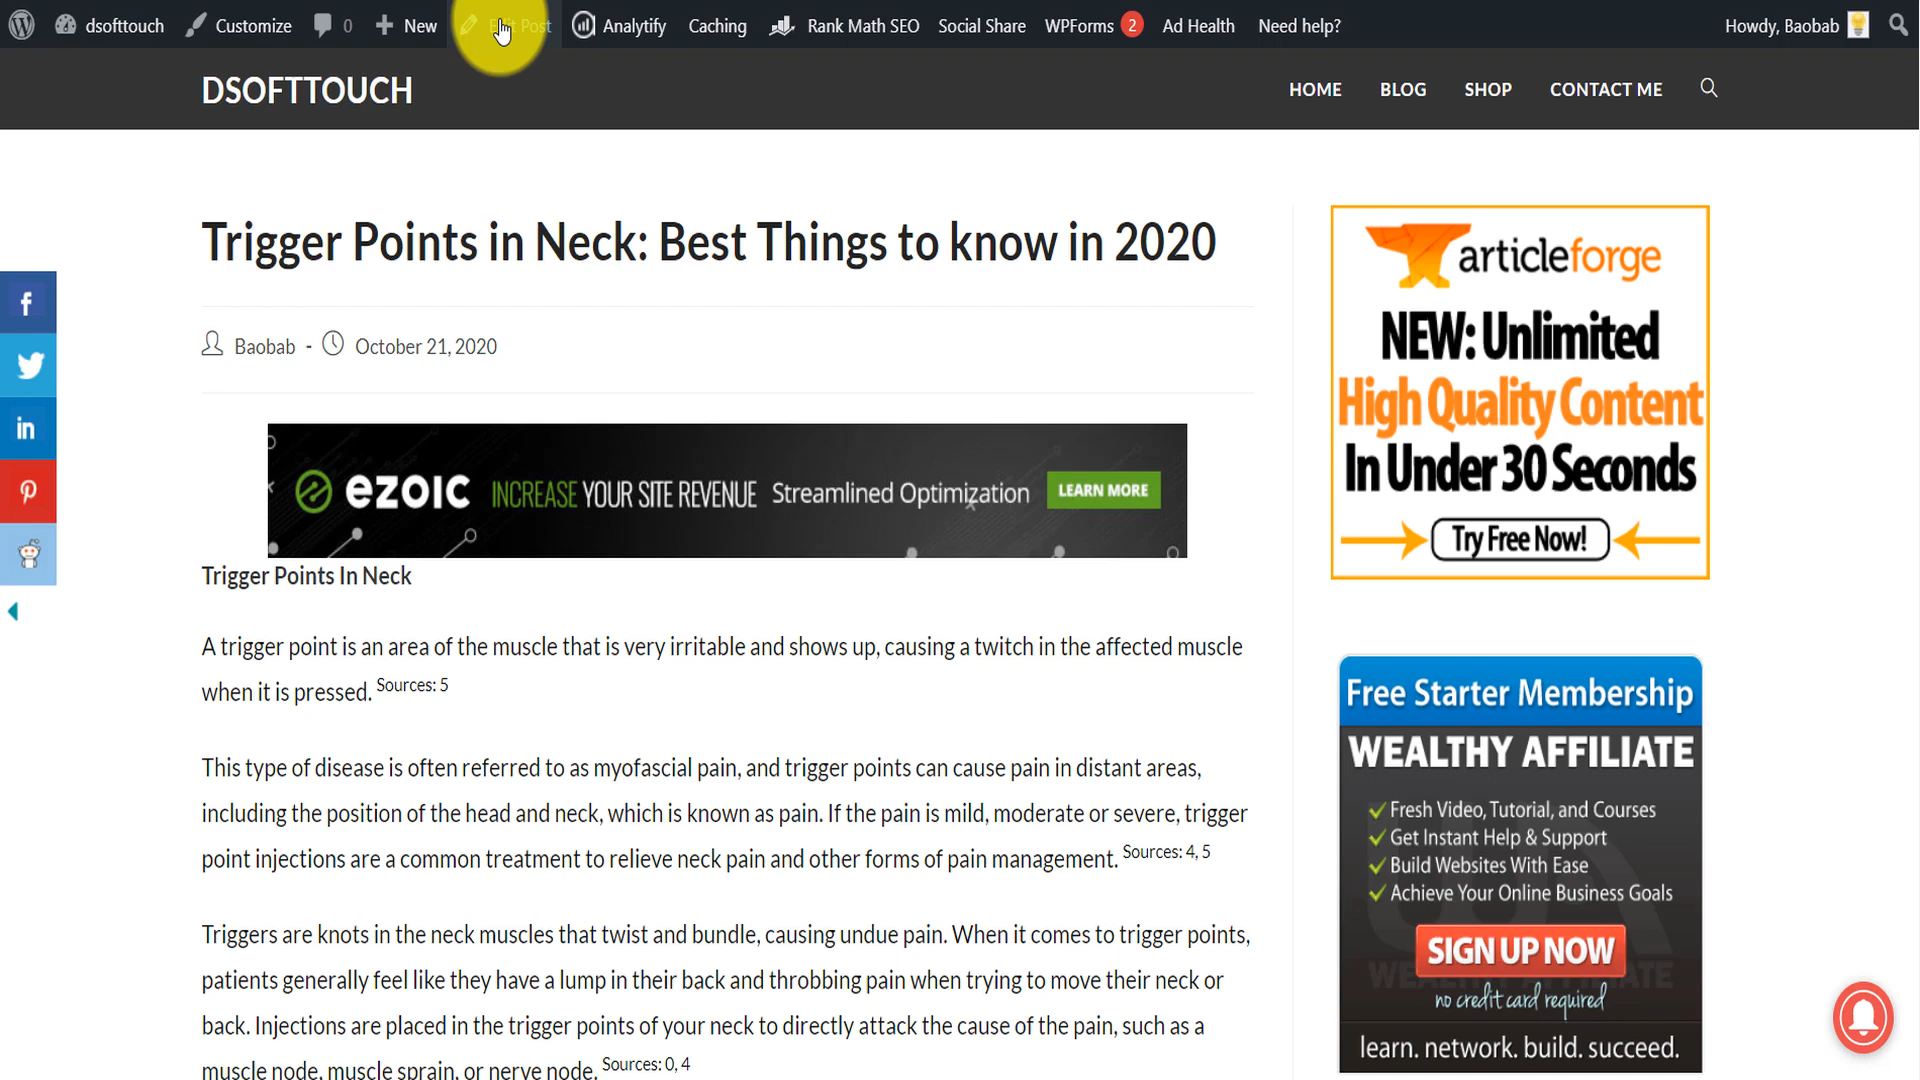 dsofttouch Customize 0 New Edit Post Analytify Caching Rank Math SEO Social Share WPForms 2 Ad Health Need help? Howdy, Baobab
DSOFTTOUCH
HOME BLOG SHOP CONTACT ME
Trigger Points in Neck: Best Things to know in 2020
Baobab - October 21, 2020
ezoic INCREASE YOUR SITE REVENUE Streamlined Optimization LEARN MORE
Trigger Points In Neck
A trigger point is an area of the muscle that is very irritable and shows up, causing a twitch in the affected muscle
when it is pressed. Sources: 5
This type of disease is often referred to as myofascial pain, and trigger points can cause pain in distant areas,
including the position of the head and neck, which is known as pain. If the pain is mild, moderate or severe, trigger
point injections are a common treatment to relieve neck pain and other forms of pain management. Sources: 4, 5
Triggers are knots in the neck muscles that twist and bundle, causing undue pain. When it comes to trigger points,
patients generally feel like they have a lump in their back and throbbing pain when trying to move their neck or
back. Injections are placed in the trigger points of your neck to directly attack the cause of the pain, such as a
muscle node, muscle sprain, or nerve node. Sources: 0, 4
articleforge
NEW: Unlimited
High Quality Content
In Under 30 Seconds
Try Free Now!
Free Starter Membership
WEALTHY AFFILIATE
Fresh Video, Tutorial, and Courses
Get Instant Help & Support
Build Websites With Ease
Achieve Your Online Business Goals
SIGN UP NOW
WEALTHY AFFILIATE
no credit card required
learn. network. build. succeed.